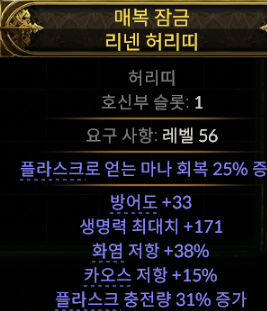 매복 잠금
리넨 허리띠
허리띠
호신부 슬롯: 1
요구 사항: 레벨 56
플라스크로 얻는 마나 회복 25% 증
방어도 +33
생명력 최대치 +171
화염 저항 +38%
카오스 저항 +15%
플라스크 충전량 31% 증가